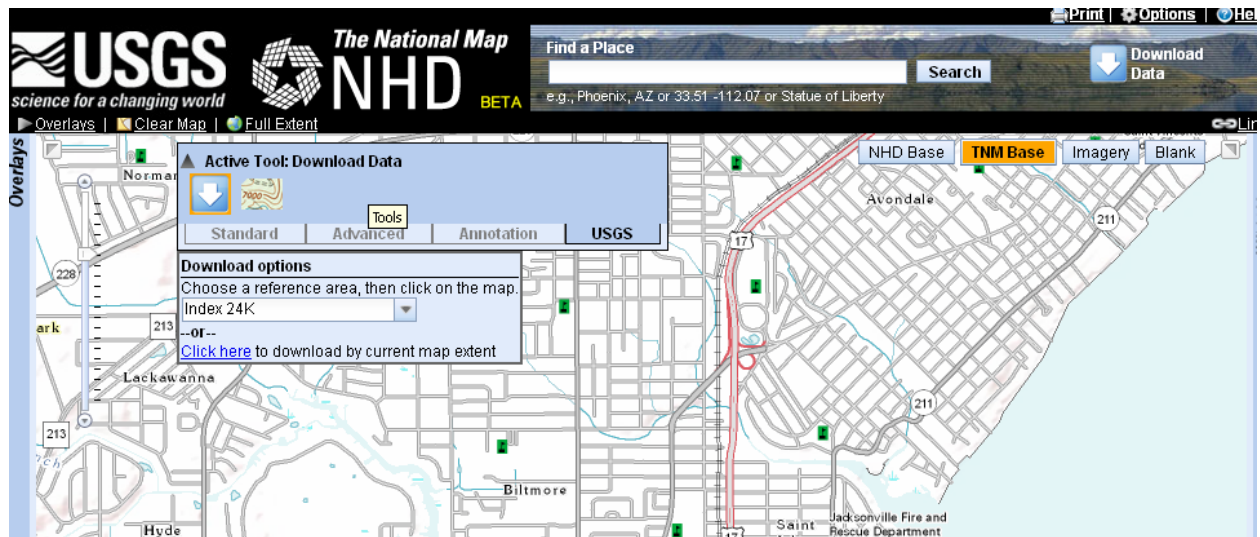 Print | Options | Hel
USGS
science for a changing world
The National Map
NHD
BETA
Find a Place
Search
e.g., Phoenix, AZ or 33.51 -112.07 or Statue of Liberty
Download
Data
Overlays | Clear Map | Full Extent
Lin
Overlays
Active Tool: Download Data
7000
Tools
Standard Advanced Annotation USGS
Download options
Choose a reference area, then click on the map.
Index 24K
--or--
Click here to download by current map extent
NHD Base TNM Base Imagery Blank
Norman
Avondale
211
17
228
ark
213
Lackawanna
211
213
Biltmore
Hyde
17
Saint
Jacksonville Fire and
Rescue Department